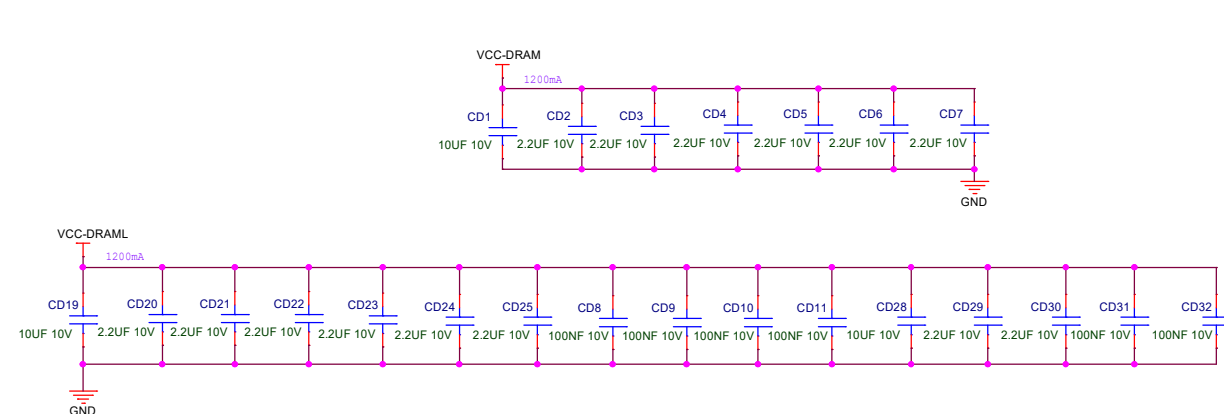 VCC-DRAM
1200mA
CD1 CD2 CD3 CD4 CD5 CD6 CD7
10UF 10V 2.2UF 10V 2.2UF 10V 2.2UF 10V 2.2UF 10V 2.2UF 10V 2.2UF 10V
GND
VCC-DRAML
1200mA
CD19 CD20 CD21 CD22 CD23 CD24 CD25 CD8 CD9 CD10 CD11 CD28 CD29 CD30 CD31 CD32
10UF 10V 2.2UF 10V 2.2UF 10V 2.2UF 10V 2.2UF 10V 2.2UF 10V 2.2UF 10V 100NF 10V 100NF 10V 100NF 10V 100NF 10V 10UF 10V 2.2UF 10V 2.2UF 10V 100NF 10V 100NF 10V
GND